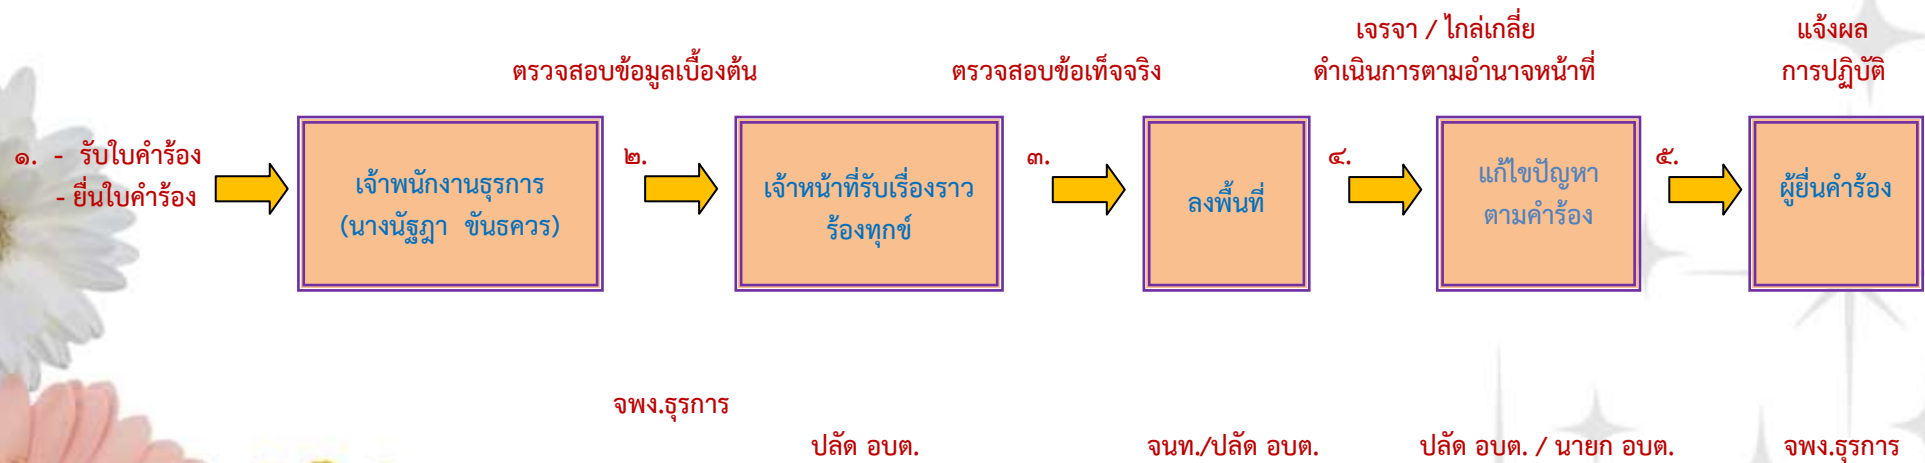 เจรจา / ไกล่เกลี่ย
แจ้งผล
ตรวจสอบข้อมูลเบื้องต้น
ตรวจสอบข้อเท็จจริง
ดำเนินการตามอำนาจหน้าที่
การปฏิบัติ
๑. - รับใบคำร้อง
- ยื่นใบคำร้อง
เจ้าพนักงานธุรการ
(นางนัฐฎา ขันธควร)
๒.
เจ้าหน้าที่รับเรื่องราว
ร้องทุกข์
๓.
ลงพื้นที่
๔.
แก้ไขปัญหา
ตามคำร้อง
๕.
ผู้ยื่นคำร้อง
จพง.ธุรการ
ปลัด อบต.
จนท./ปลัด อบต.
ปลัด อบต. / นายก อบต.
จพง.ธุรการ